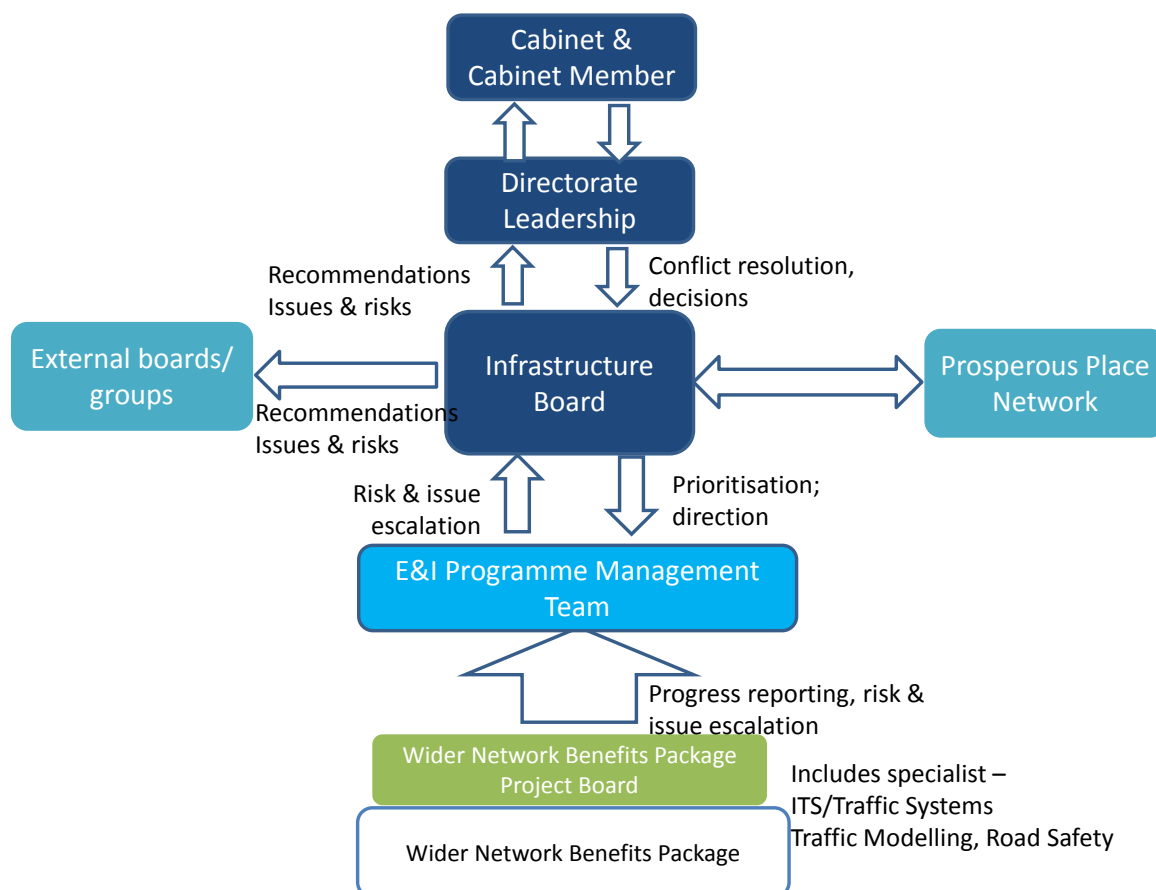 Cabinet &
Cabinet Member
Directorate
Leadership
Recommendations
Issues & risks
Conflict resolution,
decisions
External boards/
groups
Infrastructure
Board
Prosperous Place
Network
Recommendations
Issues & risks
Risk & issue
escalation
Prioritisation;
direction
E&I Programme Management
Team
Progress reporting, risk &
issue escalation
Wider Network Benefits Package
Project Board
Includes specialist –
ITS/Traffic Systems
Traffic Modelling, Road Safety
Wider Network Benefits Package